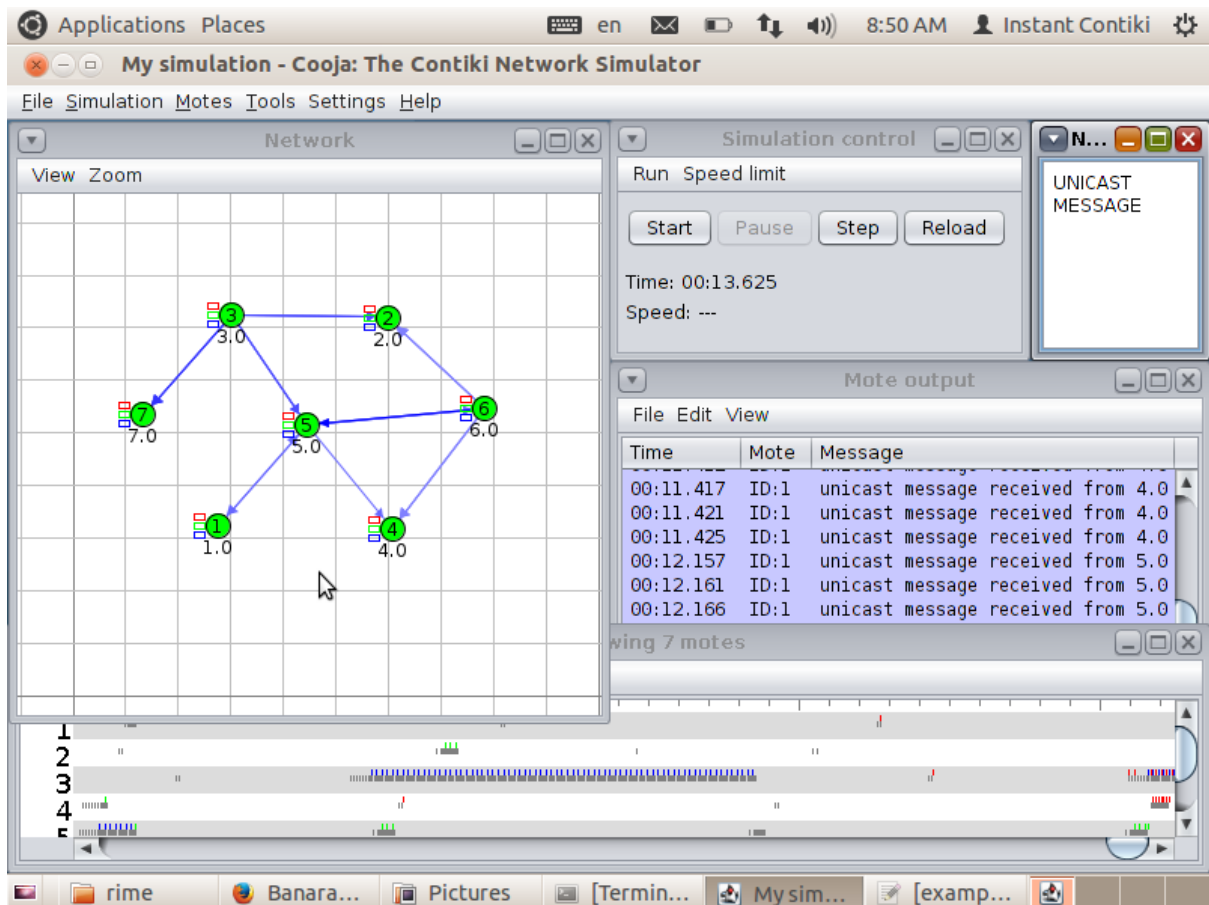 Applications Places en 8:50 AM Instant Contiki
My simulation - Cooja: The Contiki Network Simulator
File Simulation Motes Tools Settings Help
Network
View Zoom
3
3.0
2
2.0
7
7.0
5
5.0
6
6.0
1
1.0
4
4.0
Simulation control
Run Speed limit
Start Pause Step Reload
Time: 00:13.625
Speed: ---
N...
UNICAST
MESSAGE
Mote output
File Edit View
Time Mote Message
unicast message received from
00:11.417 ID:1 unicast message received from 4.0
00:11.421 ID:1 unicast message received from 4.0
00:11.425 ID:1 unicast message received from 4.0
00:12.157 ID:1 unicast message received from 5.0
00:12.161 ID:1 unicast message received from 5.0
00:12.166 ID:1 unicast message received from 5.0
wing 7 motes
1
2
3
4
5
rime Banara... Pictures [Termin... My sim... [examp...